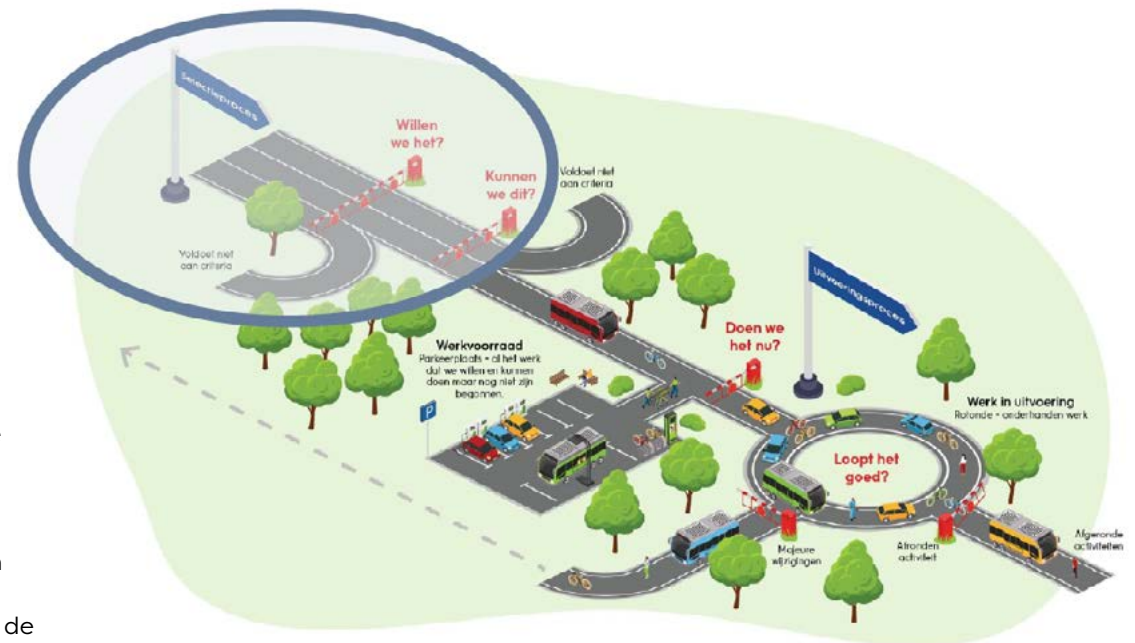 Selectieproces
Willen
we het?
Kunnen
we dit?
Voldoet niet
aan criteria
Voldoet niet
aan criteria
Uitvoeringsproces
Doen we
het nu?
Werkvoorraad
Parkeerplaats = al het werk
dat we willen en kunnen
doen maar nog niet zijn
begonnen.
P
Werk in uitvoering
Rotonde = onderhanden werk
Loopt het
goed?
Majeure
wijzigingen
Afronden
activiteit
Afgeronde
activiteiten
de